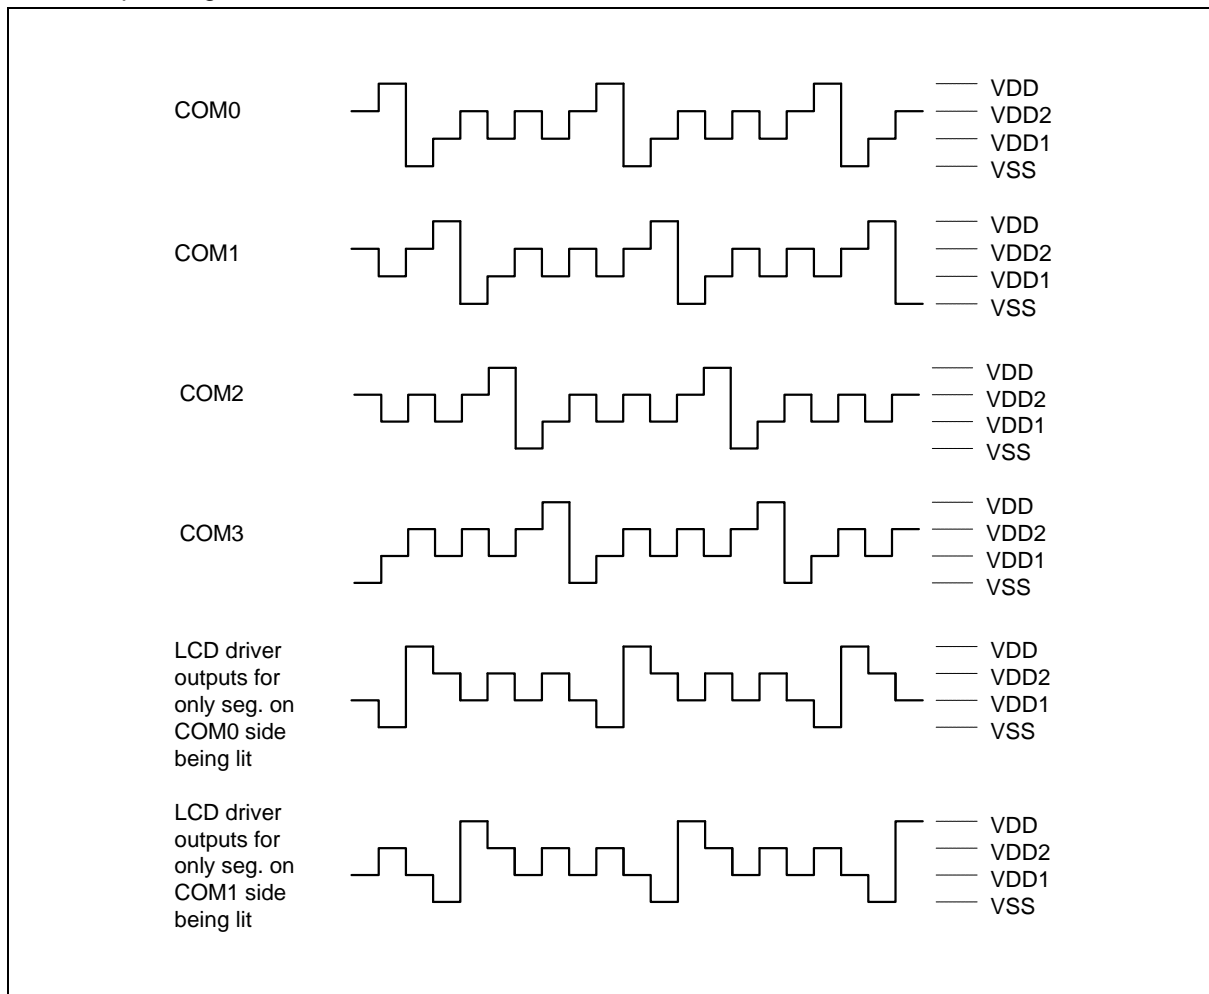 COM0
VDD
VDD2
VDD1
VSS
COM1
VDD
VDD2
VDD1
VSS
COM2
VDD
VDD2
VDD1
VSS
COM3
VDD
VDD2
VDD1
VSS
LCD driver
outputs for
only seg. on
COM0 side
being lit
VDD
VDD2
VDD1
VSS
LCD driver
outputs for
only seg. on
COM1 side
being lit
VDD
VDD2
VDD1
VSS